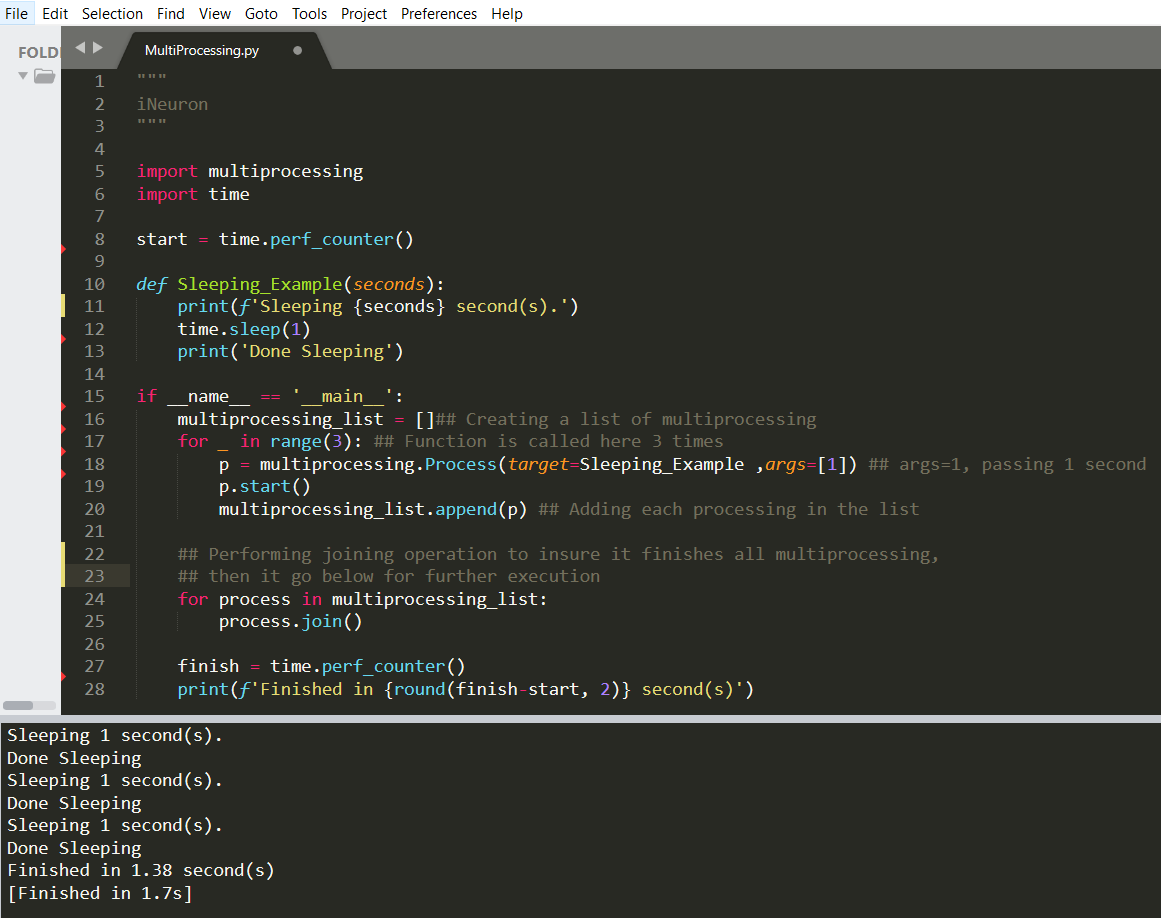 File Edit Selection Find View Goto Tools Project Preferences Help
FOLD
MultiProcessing.py
1 """
2 iNeuron
3 """
4
5 import multiprocessing
6 import time
7
8 start = time.perf_counter()
9
10 def Sleeping_Example(seconds):
11     print(f'Sleeping {seconds} second(s).')
12     time.sleep(1)
13     print('Done Sleeping')
14
15 if __name__ == '__main__':
16     multiprocessing_list = []## Creating a list of multiprocessing
17     for _ in range(3): ## Function is called here 3 times
18         p = multiprocessing.Process(target=Sleeping_Example ,args=[1]) ## args=1, passing 1 second
19         p.start()
20         multiprocessing_list.append(p) ## Adding each processing in the list
21
22     ## Performing joining operation to insure it finishes all multiprocessing,
23     ## then it go below for further execution
24     for process in multiprocessing_list:
25         process.join()
26
27     finish = time.perf_counter()
28     print(f'Finished in {round(finish-start, 2)} second(s)')
Sleeping 1 second(s).
Done Sleeping
Sleeping 1 second(s).
Done Sleeping
Sleeping 1 second(s).
Done Sleeping
Finished in 1.38 second(s)
[Finished in 1.7s]